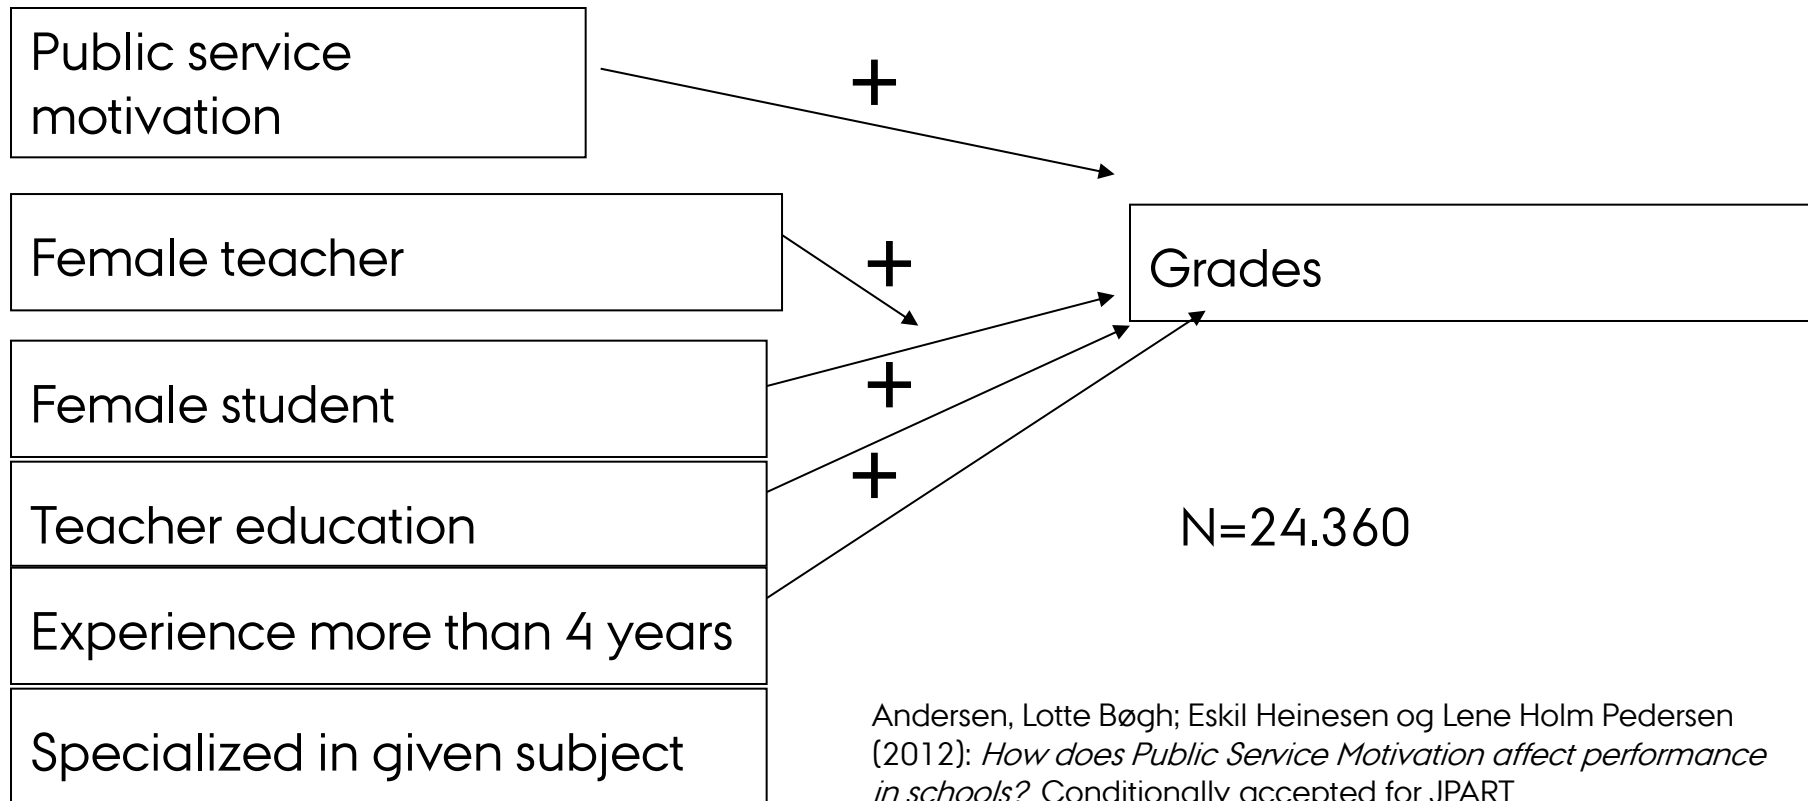 Public service
motivation
+
Female teacher
+
Grades
Female student
+
Teacher education
+
N=24.360
Experience more than 4 years
Specialized in given subject
Andersen, Lotte Bøgh; Eskil Heinesen og Lene Holm Pedersen
(2012): How does Public Service Motivation affect performance
in schools? Conditionally accepted for JPART